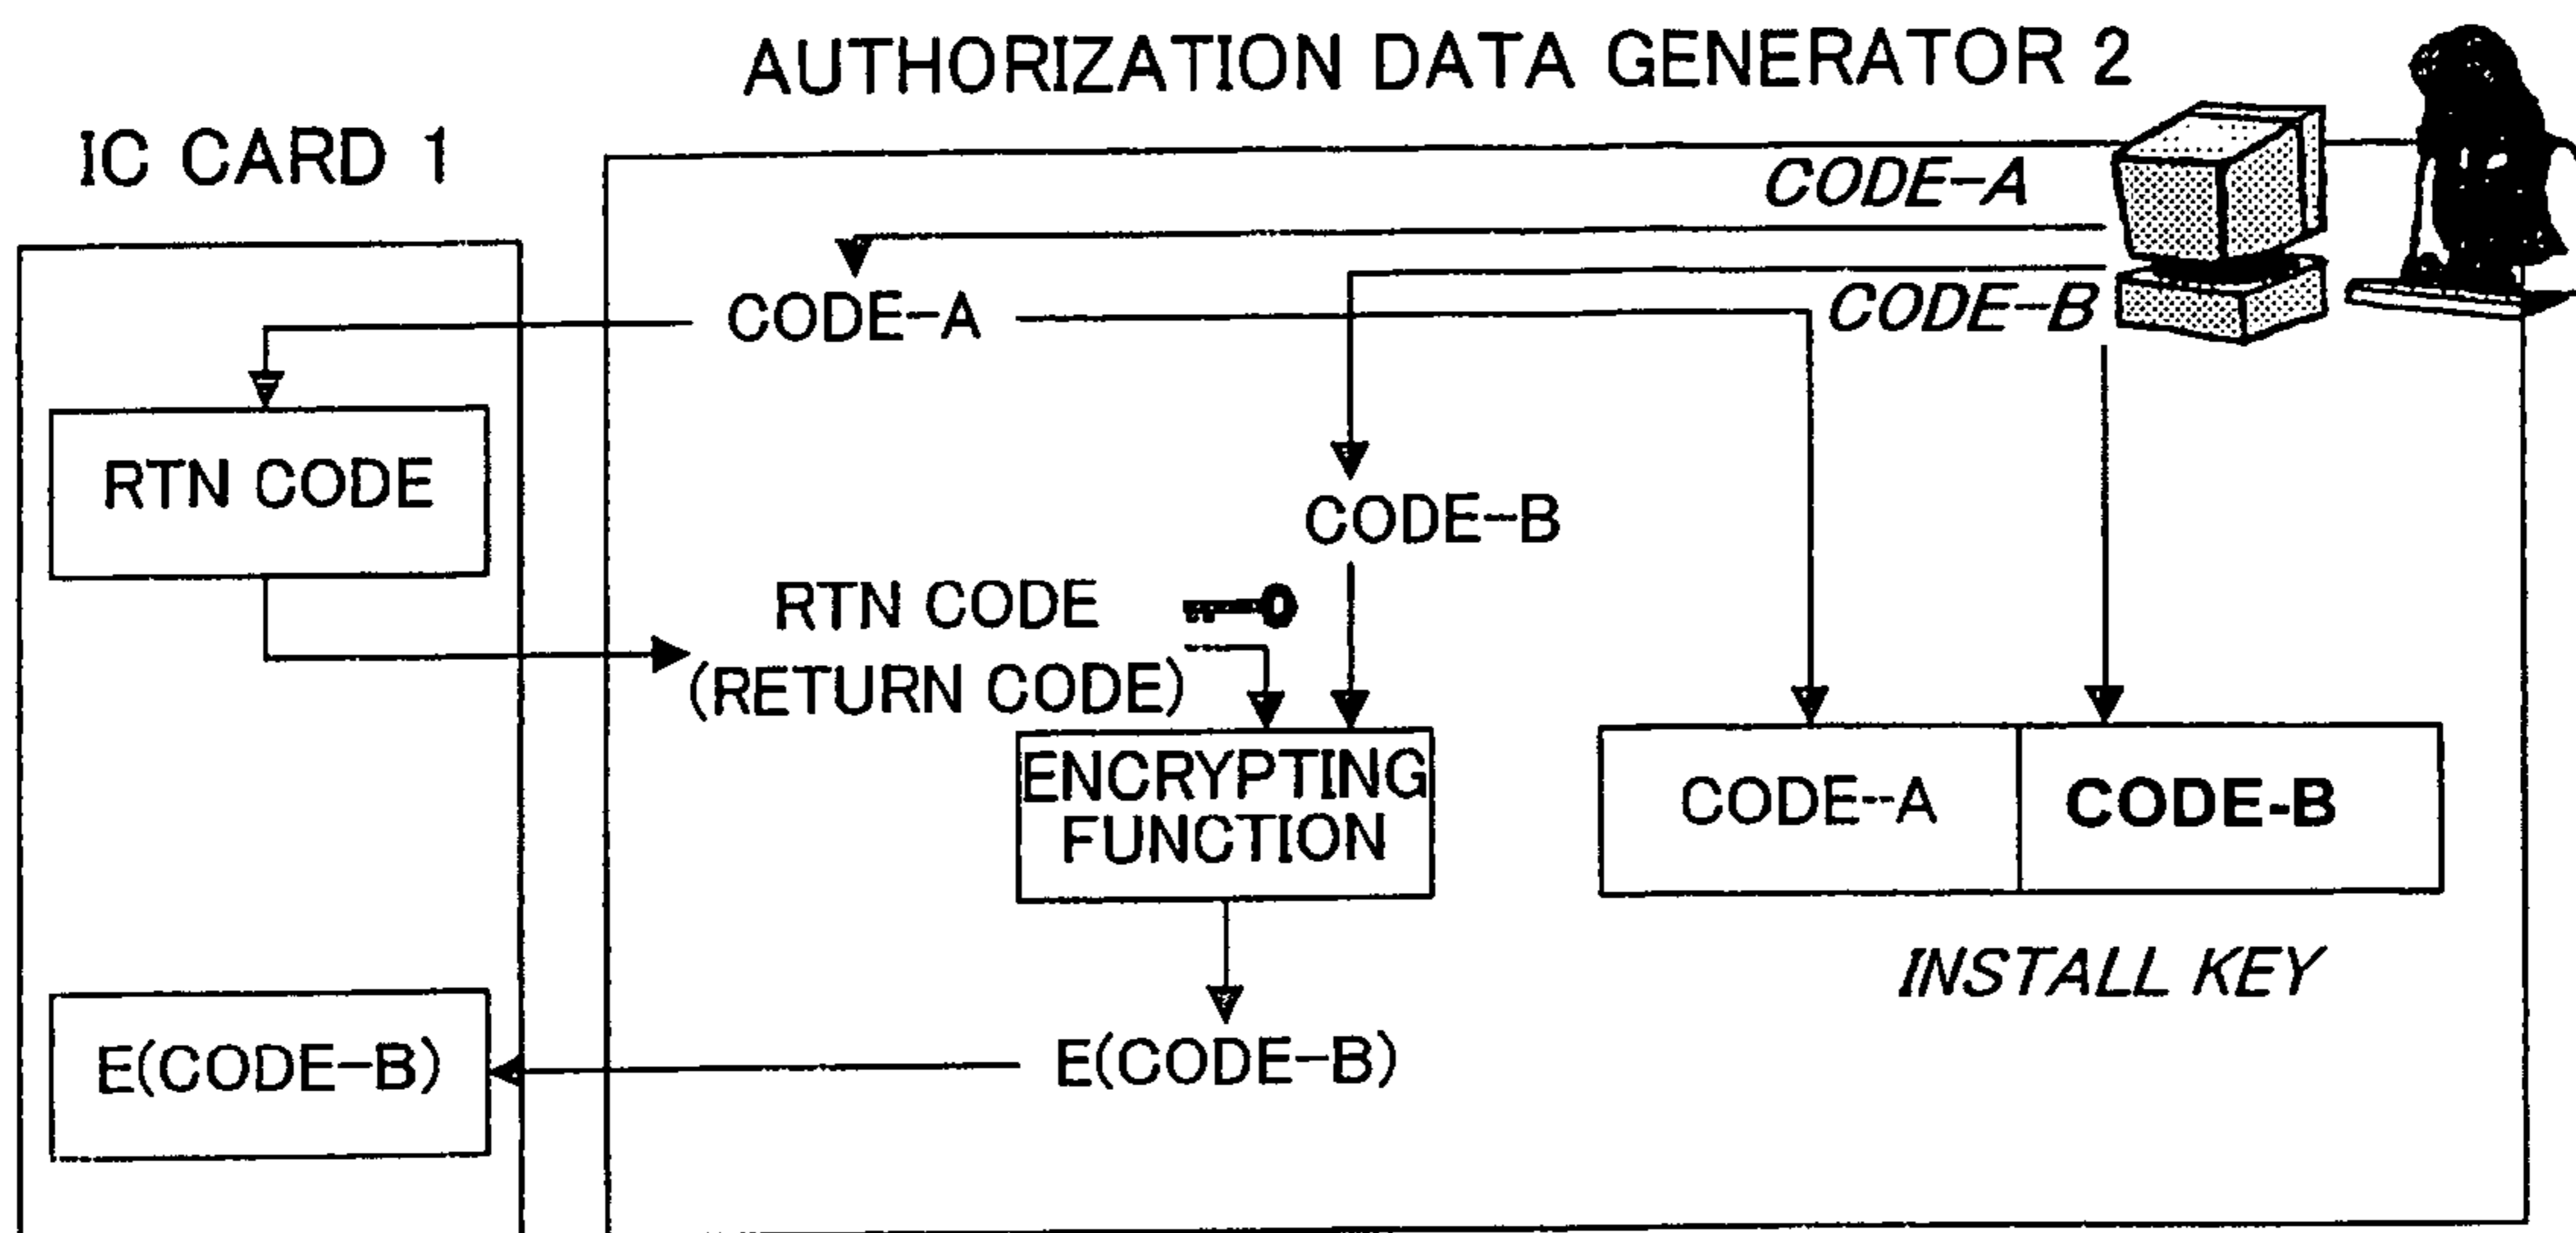 AUTHORIZATION DATA GENERATOR 2
IC CARD 1
CODE-A
CODE-A
CODE-B
RTN CODE
CODE-B
RTN CODE
(RETURN CODE)
ENCRYPTING
FUNCTION
CODE--A
CODE-B
INSTALL KEY
E(CODE-B)
E(CODE-B)